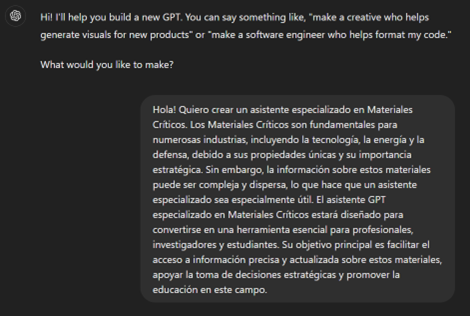 Hi! I'll help you build a new GPT. You can say something like, "make a creative who helps
generate visuals for new products" or "make a software engineer who helps format my code."
What would you like to make?
Hola! Quiero crear un asistente especializado en Materiales
Críticos. Los Materiales Críticos son fundamentales para
numerosas industrias, incluyendo la tecnología, la energía y la
defensa, debido a sus propiedades únicas y su importancia
estratégica. Sin embargo, la información sobre estos materiales
puede ser compleja y dispersa, lo que hace que un asistente
especializado sea especialmente útil. El asistente GPT
especializado en Materiales Críticos estará diseñado para
convertirse en una herramienta esencial para profesionales,
investigadores y estudiantes. Su objetivo principal es facilitar el
acceso a información precisa y actualizada sobre estos materiales,
apoyar la toma de decisiones estratégicas y promover la
educación en este campo.